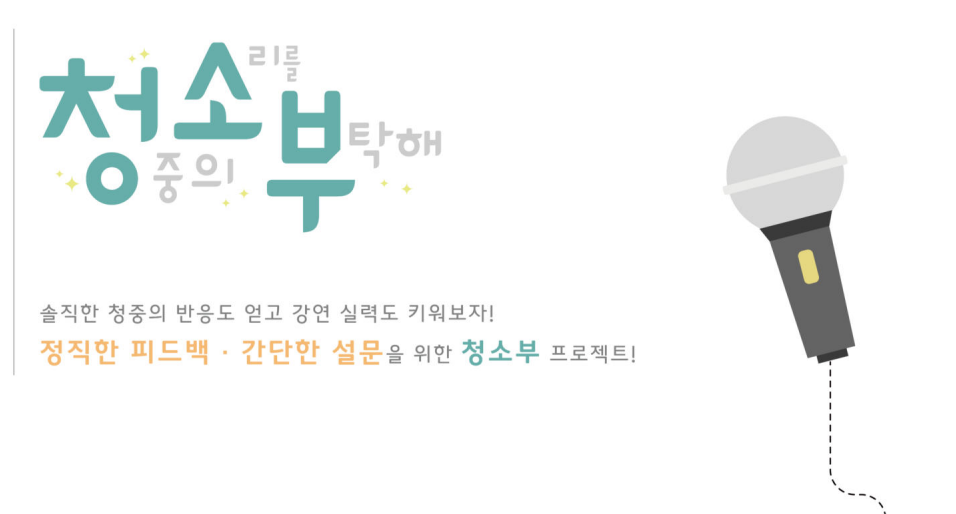 청중의 소리를 부탁해
솔직한 청중의 반응도 얻고 강연 실력도 키워보자!
정직한 피드백 · 간단한 설문을 위한 청소부 프로젝트!